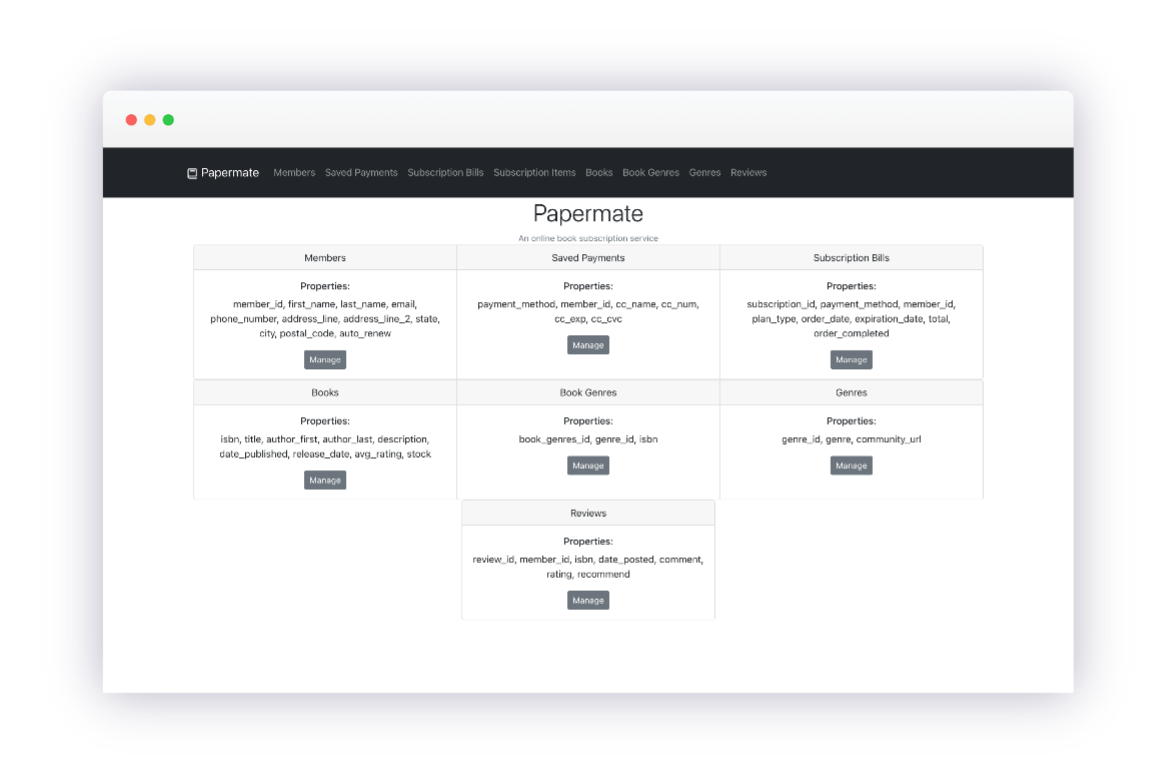 Papermate Members Saved Payments Subscription Bills Subscription Items Books Book Genres Genres Reviews
Papermate
An online book subscription service
Members
Properties:
member_id, first_name, last_name, email,
phone_number, address_line, address_line_2, state,
city, postal_code, auto_renew
Manage
Saved Payments
Properties:
payment_method, member_id, cc_name, cc_num,
cc_exp, cc_cvc
Manage
Subscription Bills
Properties:
subscription_id, payment_method, member_id,
plan_type, order_date, expiration_date, total,
order_completed
Manage
Books
Properties:
isbn, title, author_first, author_last, description,
date_published, release_date, avg_rating, stock
Manage
Book Genres
Properties:
book_genres_id, genre_id, isbn
Manage
Genres
Properties:
genre_id, genre, community_url
Manage
Reviews
Properties:
review_id, member_id, isbn, date_posted, comment,
rating, recommend
Manage